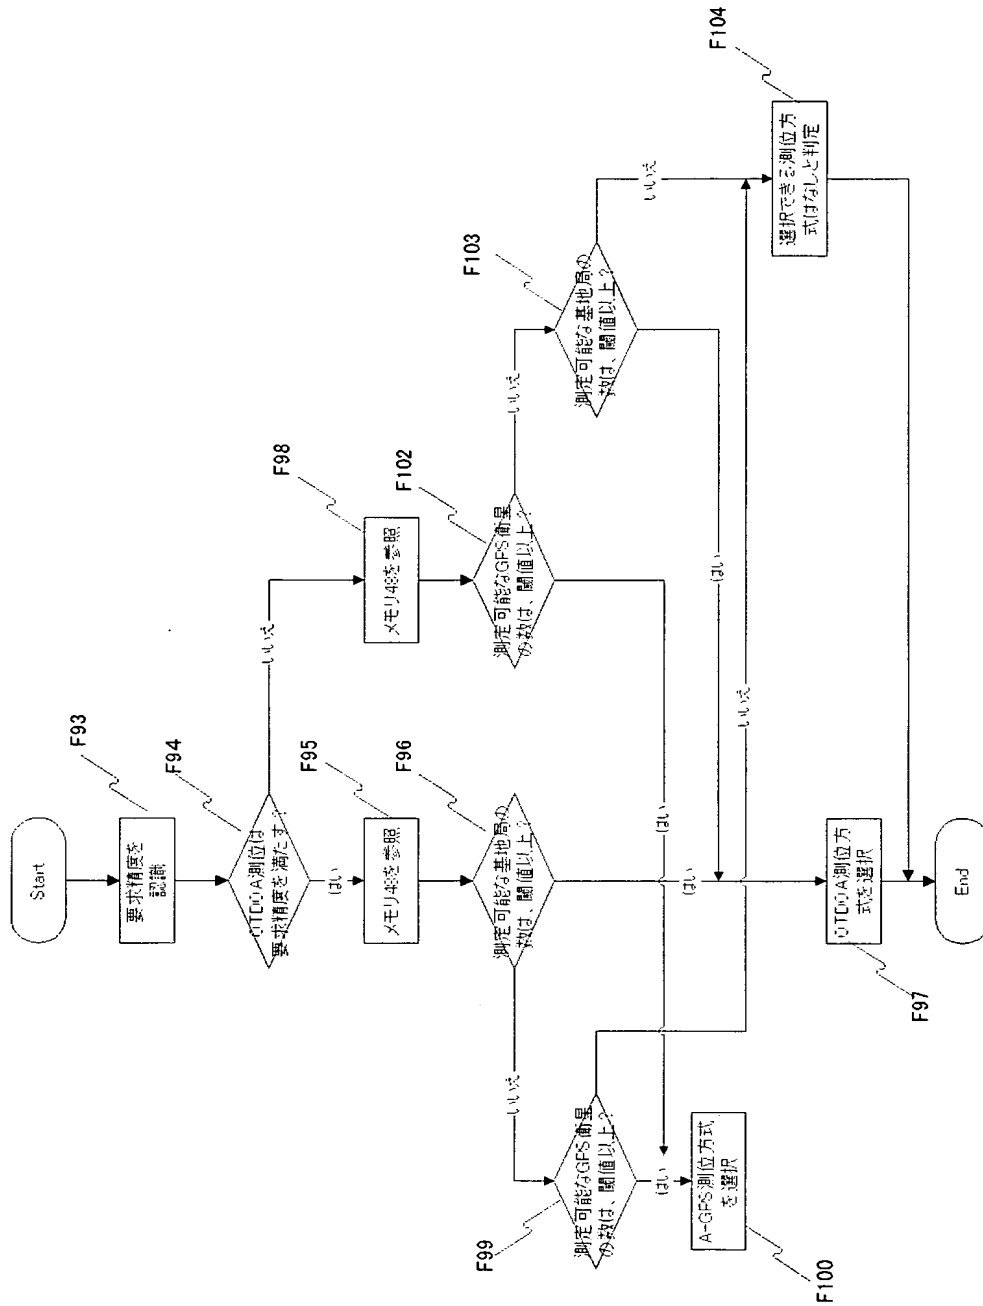 Start
F93
要求精度を
認識
F94
OTDOA測位は
要求精度を満たす?
いいえ
はい
F95
メモリ48を参照
F98
メモリ48を参照
F96
測定可能な基地局の
数は、閾値以上?
F102
測定可能なGPS衛星
の数は、閾値以上?
いいえ
いいえ
F99
測定可能なGPS衛星
の数は、閾値以上?
F103
測定可能な基地局の
数は、閾値以上?
いいえ
はい
はい
はい
はい
いいえ
A-GPS測位方式
を選択
F100
F104
選択できる測位方
式はなしと判定
OTDOA測位方
式を選択
F97
End